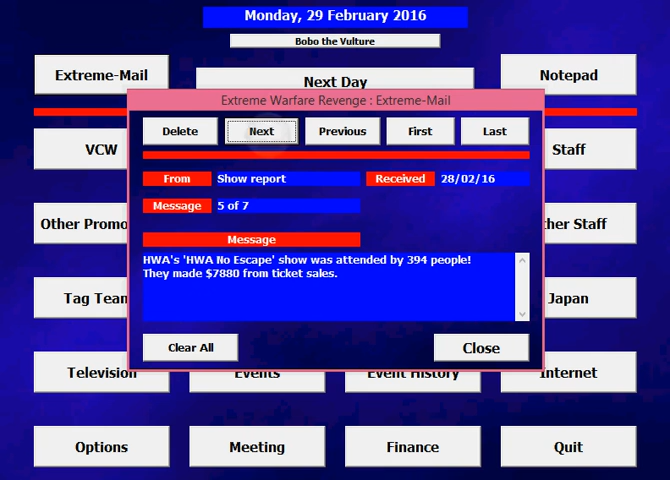 Monday, 29 February 2016
Bobo the Vulture
Extreme-Mail
Next Day
Notepad
Extreme Warfare Revenge : Extreme-Mail
Delete
Next
Previous
First
Last
VCW
Staff
From
Show report
Received
28/02/16
Message
5 of 7
Other Promo
her Staff
Message
HWA's 'HWA No Escape' show was attended by 394 people!
They made $7880 from ticket sales.
Tag Team
Japan
Clear All
Close
Television
Events
Event History
Internet
Options
Meeting
Finance
Quit